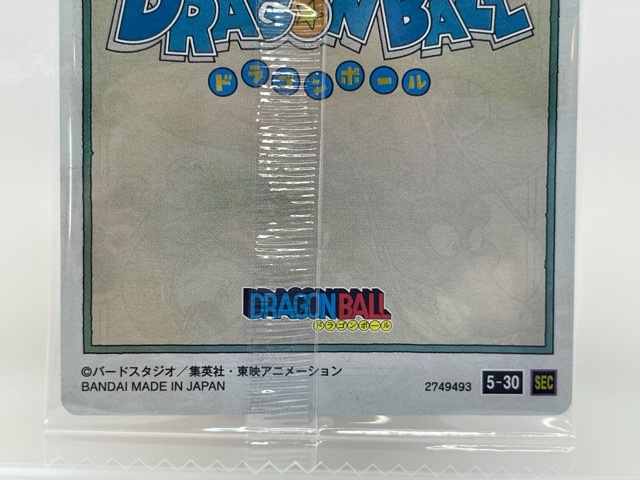 DRAGON BALL
ドラゴンボール
DRAGONBALL
ドラゴンボール
©バードスタジオ／集英社・東映アニメーション
BANDAI MADE IN JAPAN
2749493 5-30 SEC